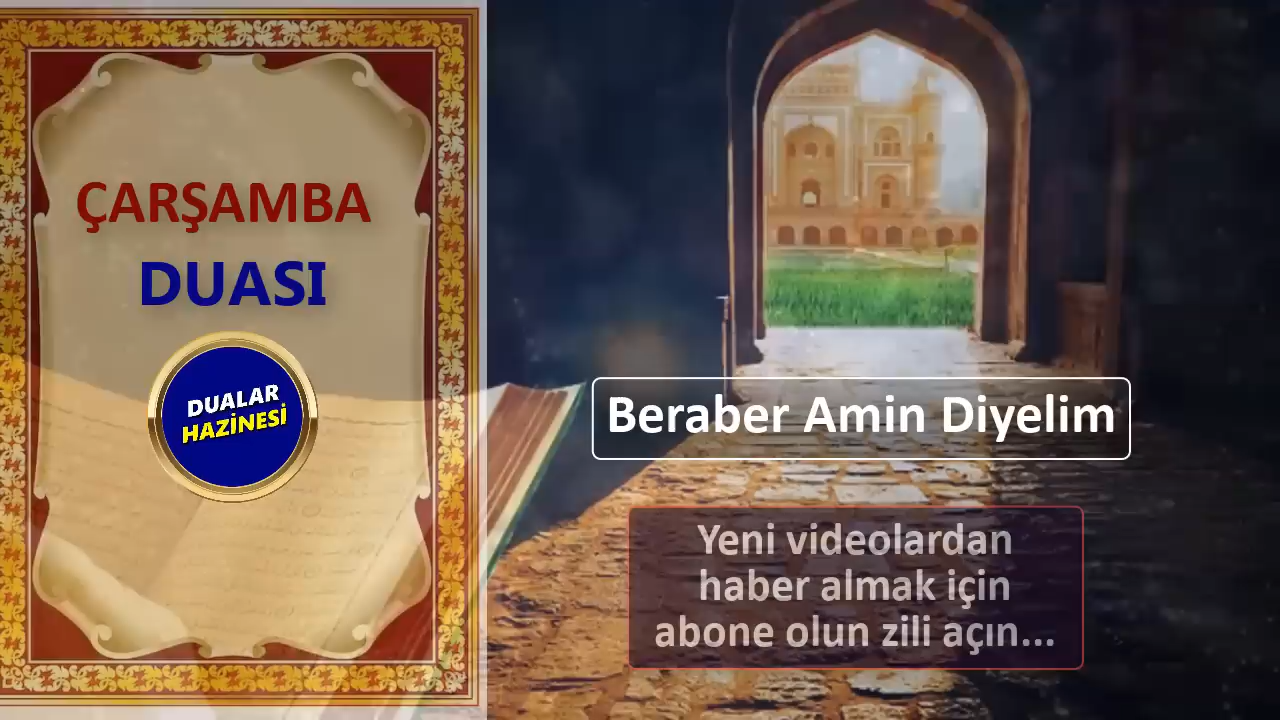 ÇARŞAMBA
DUASI
DUALAR
HAZİNESİ
Beraber Amin Diyelim
Yeni videolardan
haber almak için
abone olun zili açın...